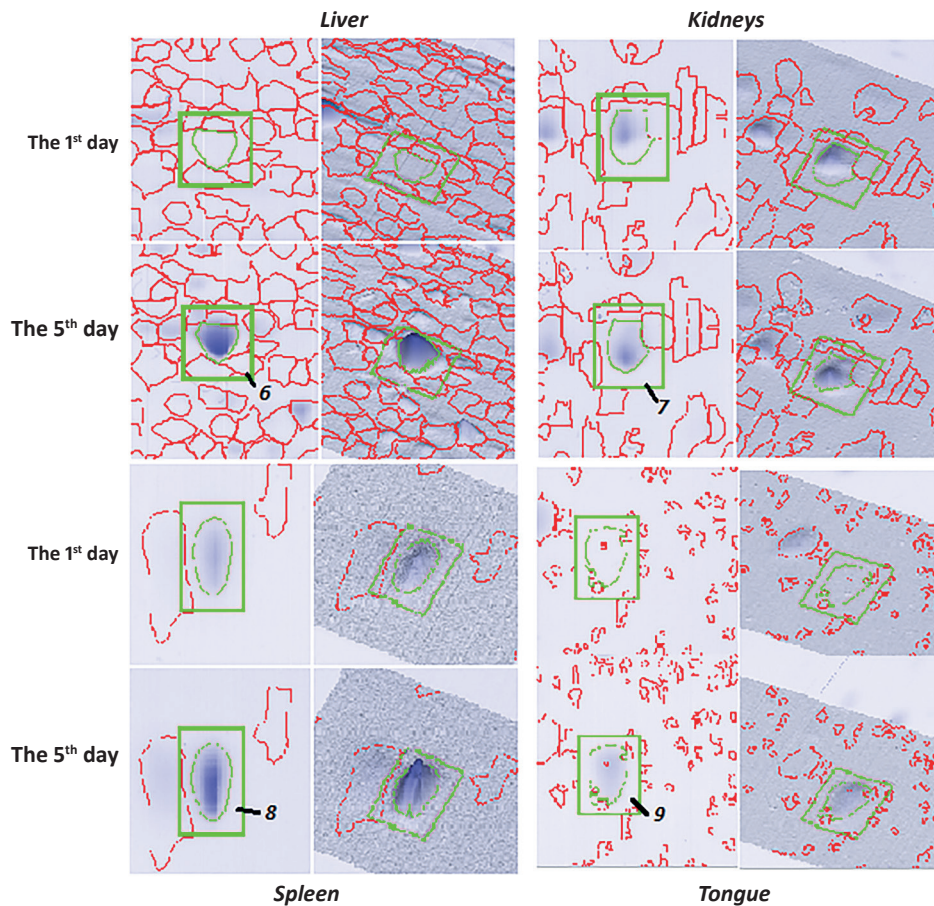 Liver
Kidneys
The 1st day
The 5th day
6
7
The 1st day
The 5th day
8
9
Spleen
Tongue